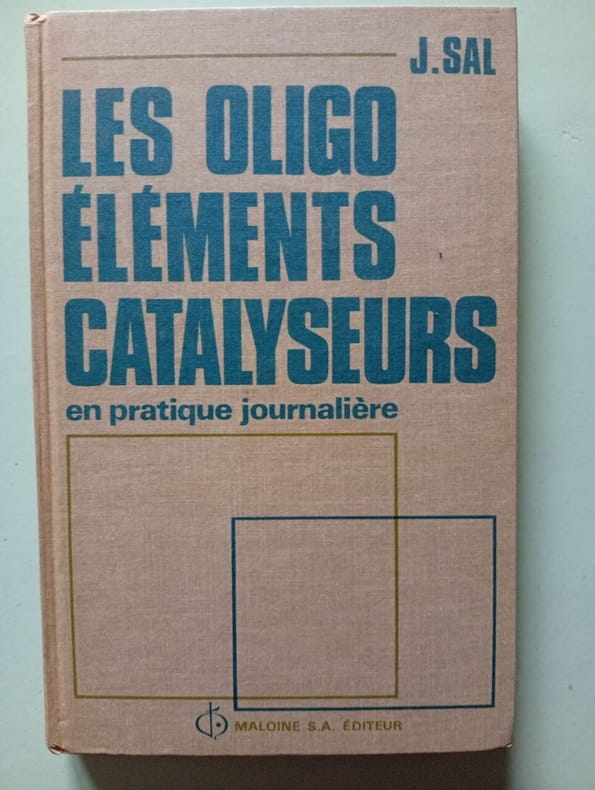 J. SAL
LES OLIGO
ÉLÉMENTS
CATALYSEURS
en pratique journalière
MALOINE S.A. ÉDITEUR